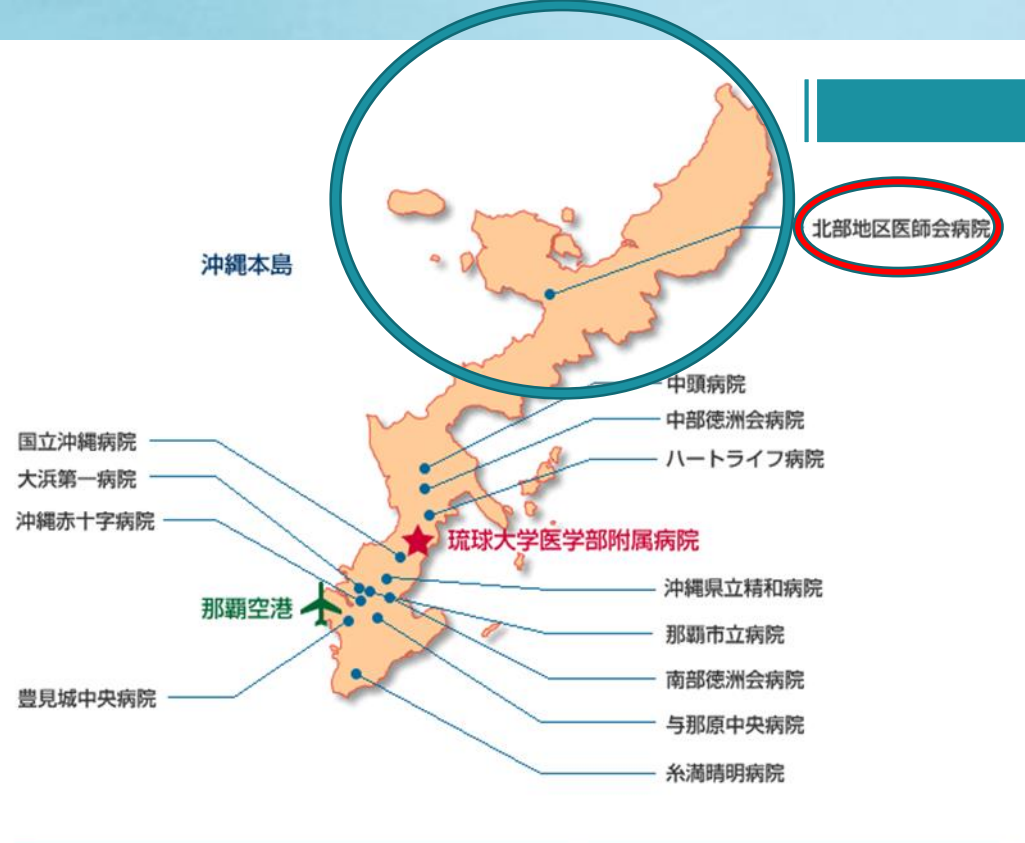 北部地区医師会病院
沖縄本島
中頭病院
中部徳洲会病院
国立沖縄病院
ハートライフ病院
大浜第一病院
沖縄赤十字病院
琉球大学医学部附属病院
沖縄県立精和病院
那覇空港
那覇市立病院
南部徳洲会病院
豊見城中央病院
与那原中央病院
糸満晴明病院